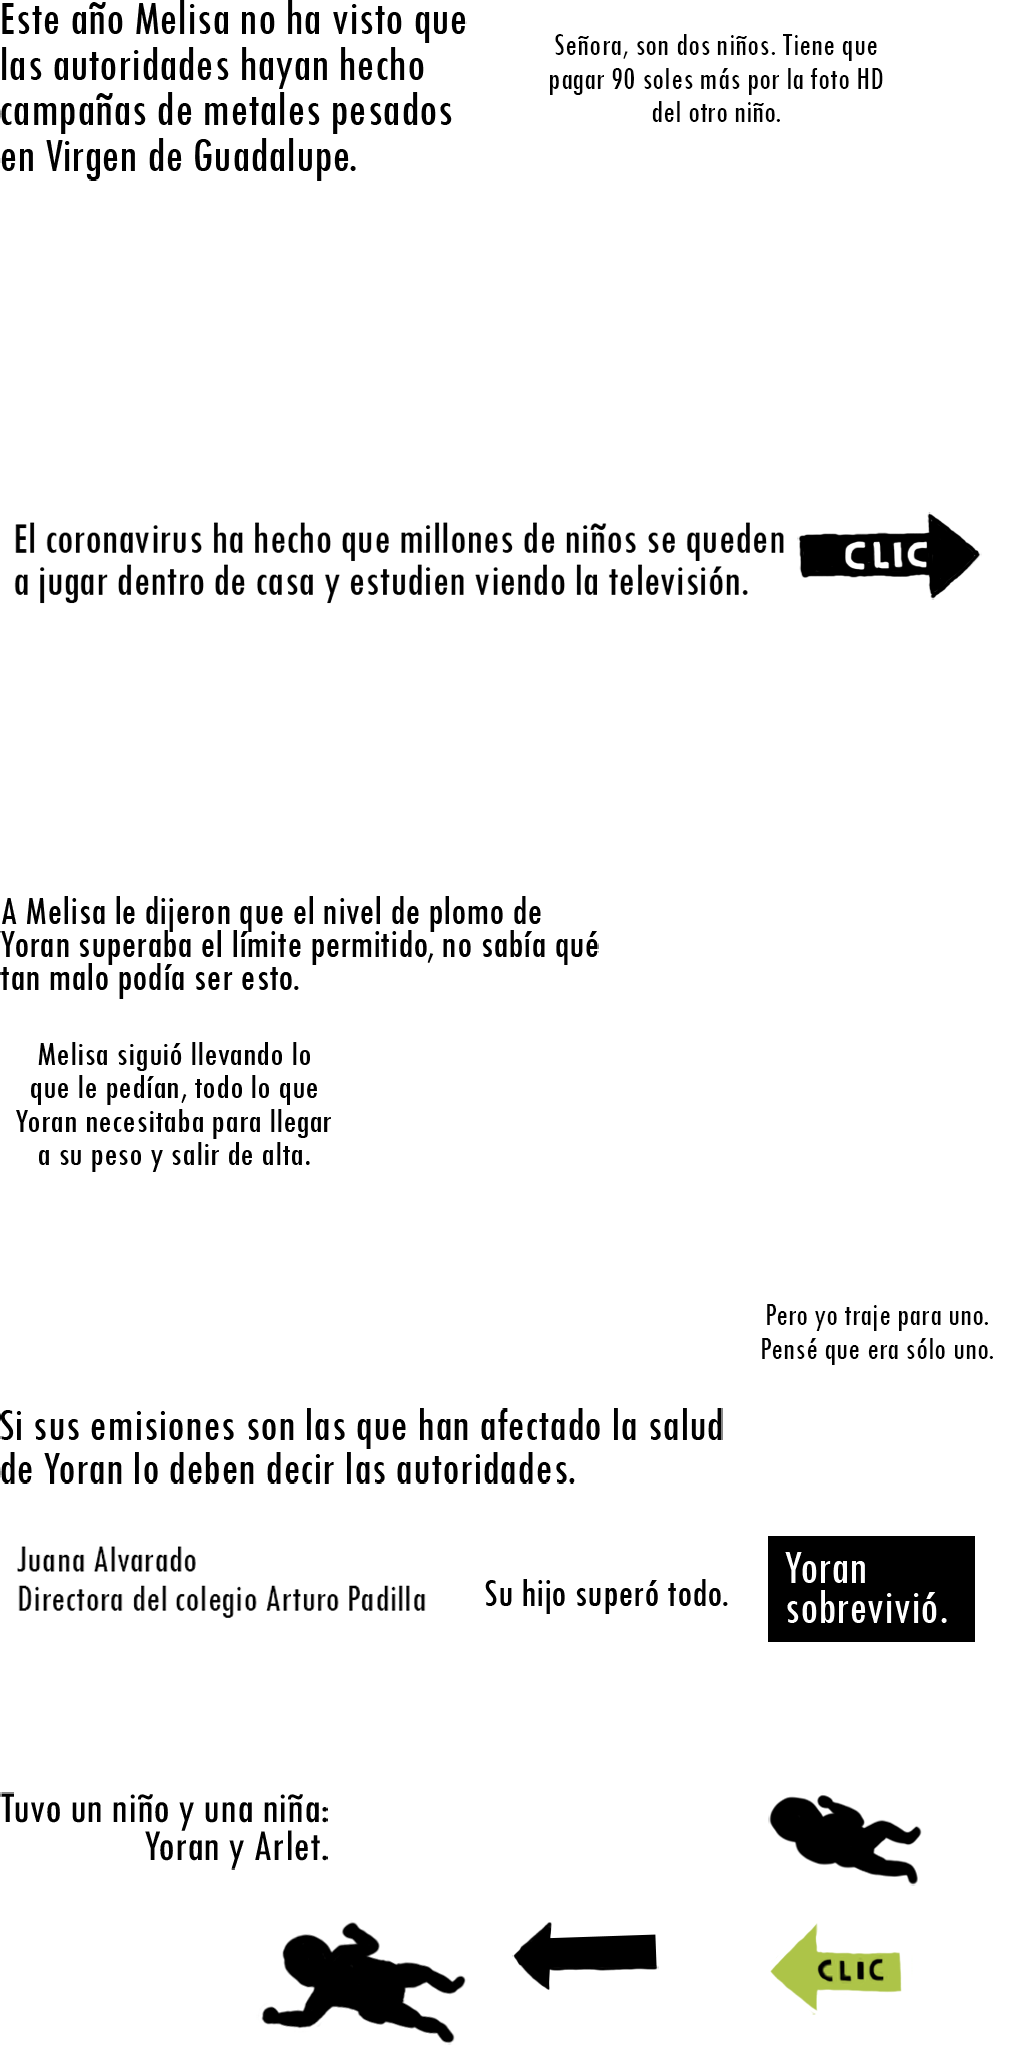 Este año Melisa no ha visto que
las autoridades hayan hecho
campañas de metales pesados
en Virgen de Guadalupe.
Señora, son dos niños. Tiene que
pagar 90 soles más por la foto HD
del otro niño.
El coronavirus ha hecho que millones de niños se queden
a jugar dentro de casa y estudien viendo la televisión.
CLIC
A Melisa le dijeron que el nivel de plomo de
Yoran superaba el límite permitido, no sabía qué
tan malo podía ser esto.
Melisa siguió llevando lo
que le pedían, todo lo que
Yoran necesitaba para llegar
a su peso y salir de alta.
Pero yo traje para uno.
Pensé que era sólo uno.
Si sus emisiones son las que han afectado la salud
de Yoran lo deben decir las autoridades.
Juana Alvarado
Directora del colegio Arturo Padilla
Su hijo superó todo.
Yoran
sobrevivió.
Tuvo un niño y una niña:
Yoran y Arlet.
CLIC